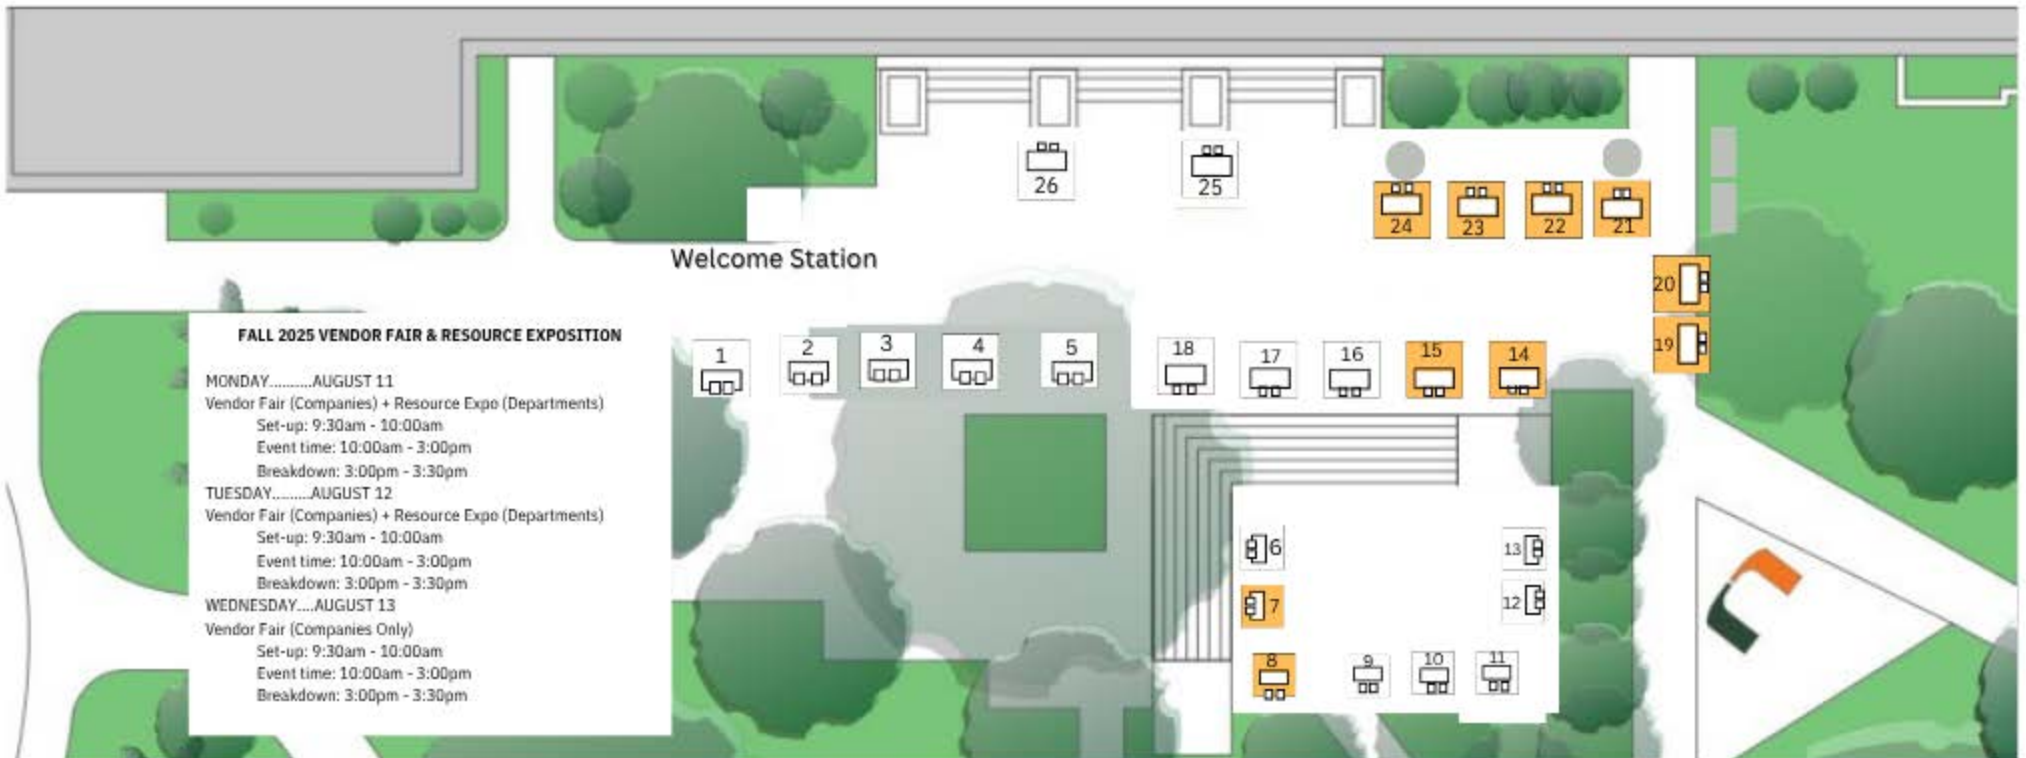 26
25
24
23
22
21
Welcome Station
20
19
FALL 2025 VENDOR FAIR & RESOURCE EXPOSITION
MONDAY..........AUGUST 11
Vendor Fair (Companies) + Resource Expo (Departments)
Set-up: 9:30am - 10:00am
Event time: 10:00am - 3:00pm
Breakdown: 3:00pm - 3:30pm
TUESDAY.........AUGUST 12
Vendor Fair (Companies) + Resource Expo (Departments)
Set-up: 9:30am - 10:00am
Event time: 10:00am - 3:00pm
Breakdown: 3:00pm - 3:30pm
WEDNESDAY....AUGUST 13
Vendor Fair (Companies Only)
Set-up: 9:30am - 10:00am
Event time: 10:00am - 3:00pm
Breakdown: 3:00pm - 3:30pm
1
2
3
4
5
18
17
16
15
14
6
13
7
12
8
9
10
11